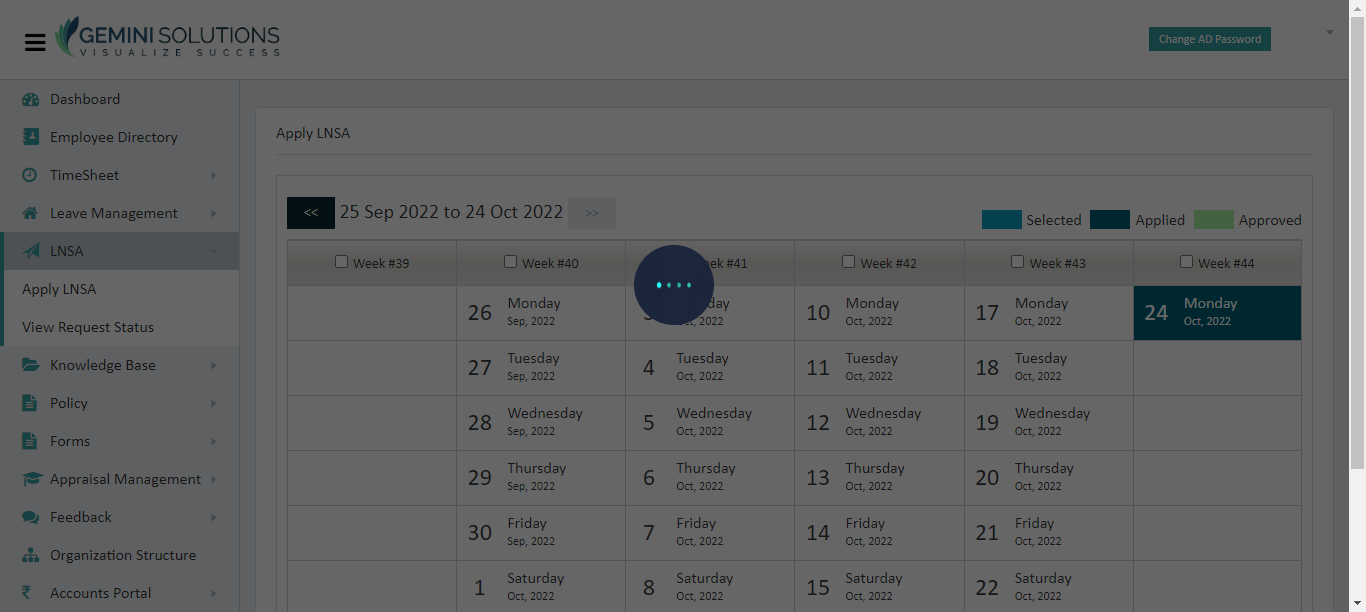 GEMINI SOLUTIONS
VISUALIZE SUCCESS
Change AD Password
Dashboard
Employee Directory
TimeSheet
Leave Management
LNSA
Apply LNSA
View Request Status
Knowledge Base
Policy
Forms
Appraisal Management
Feedback
Organization Structure
Accounts Portal
Apply LNSA
<< 25 Sep 2022 to 24 Oct 2022 >>
Selected Applied Approved
Week #39 Week #40 #41 Week #42 Week #43 Week #44
26 Monday 10 Monday 17 Monday 24 Monday
Sep, 2022 2022 Oct, 2022 Oct, 2022 Oct, 2022
27 Tuesday 4 Tuesday 11 Tuesday 18 Tuesday
Sep, 2022 Oct, 2022 Oct, 2022 Oct, 2022
28 Wednesday 5 Wednesday 12 Wednesday 19 Wednesday
Sep, 2022 Oct, 2022 Oct, 2022 Oct, 2022
29 Thursday 6 Thursday 13 Thursday 20 Thursday
Sep, 2022 Oct, 2022 Oct, 2022 Oct, 2022
30 Friday 7 Friday 14 Friday 21 Friday
Sep, 2022 Oct, 2022 Oct, 2022 Oct, 2022
1 Saturday 8 Saturday 15 Saturday 22 Saturday
Oct, 2022 Oct, 2022 Oct, 2022 Oct, 2022